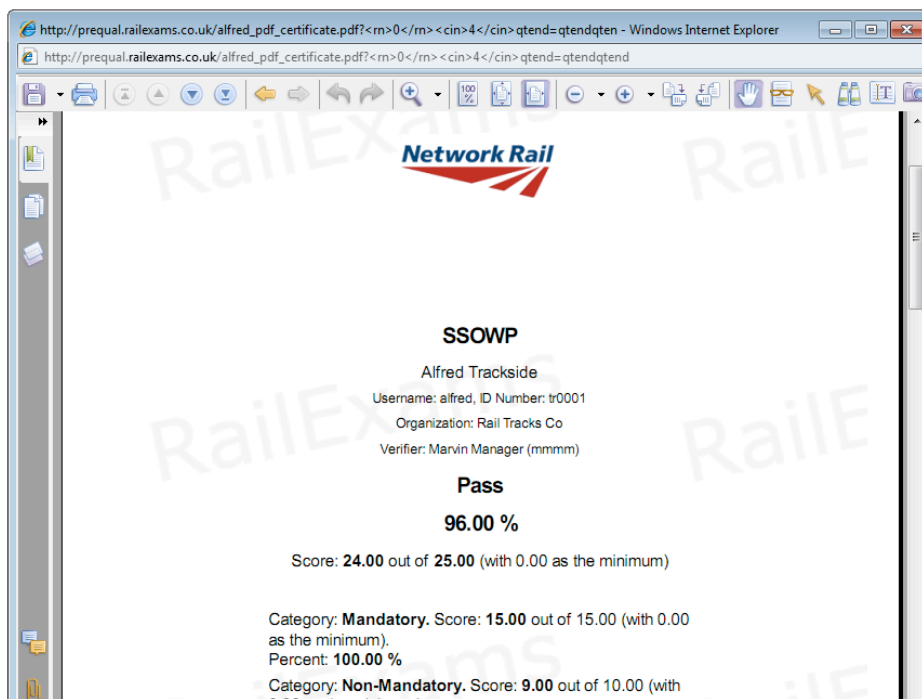 http://prequal.railexams.co.uk/alfred_pdf_certificate.pdf?<rn>0</rn><cin>4</cin>qtend=qtendqten - Windows Internet Explorer
http://prequal.railexams.co.uk/alfred_pdf_certificate.pdf?<rn>0</rn><cin>4</cin>qtend=qtendqtend
100 %
RailExams
RailE
Network Rail
SSOWP
Alfred Trackside
Username: alfred, ID Number: tr0001
Organization: Rail Tracks Co
Verifier: Marvin Manager (mmmm)
RailExams
RailE
Pass
96.00 %
Score: 24.00 out of 25.00 (with 0.00 as the minimum)
Category: Mandatory. Score: 15.00 out of 15.00 (with 0.00
as the minimum).
Percent: 100.00 %
Category: Non-Mandatory. Score: 9.00 out of 10.00 (with